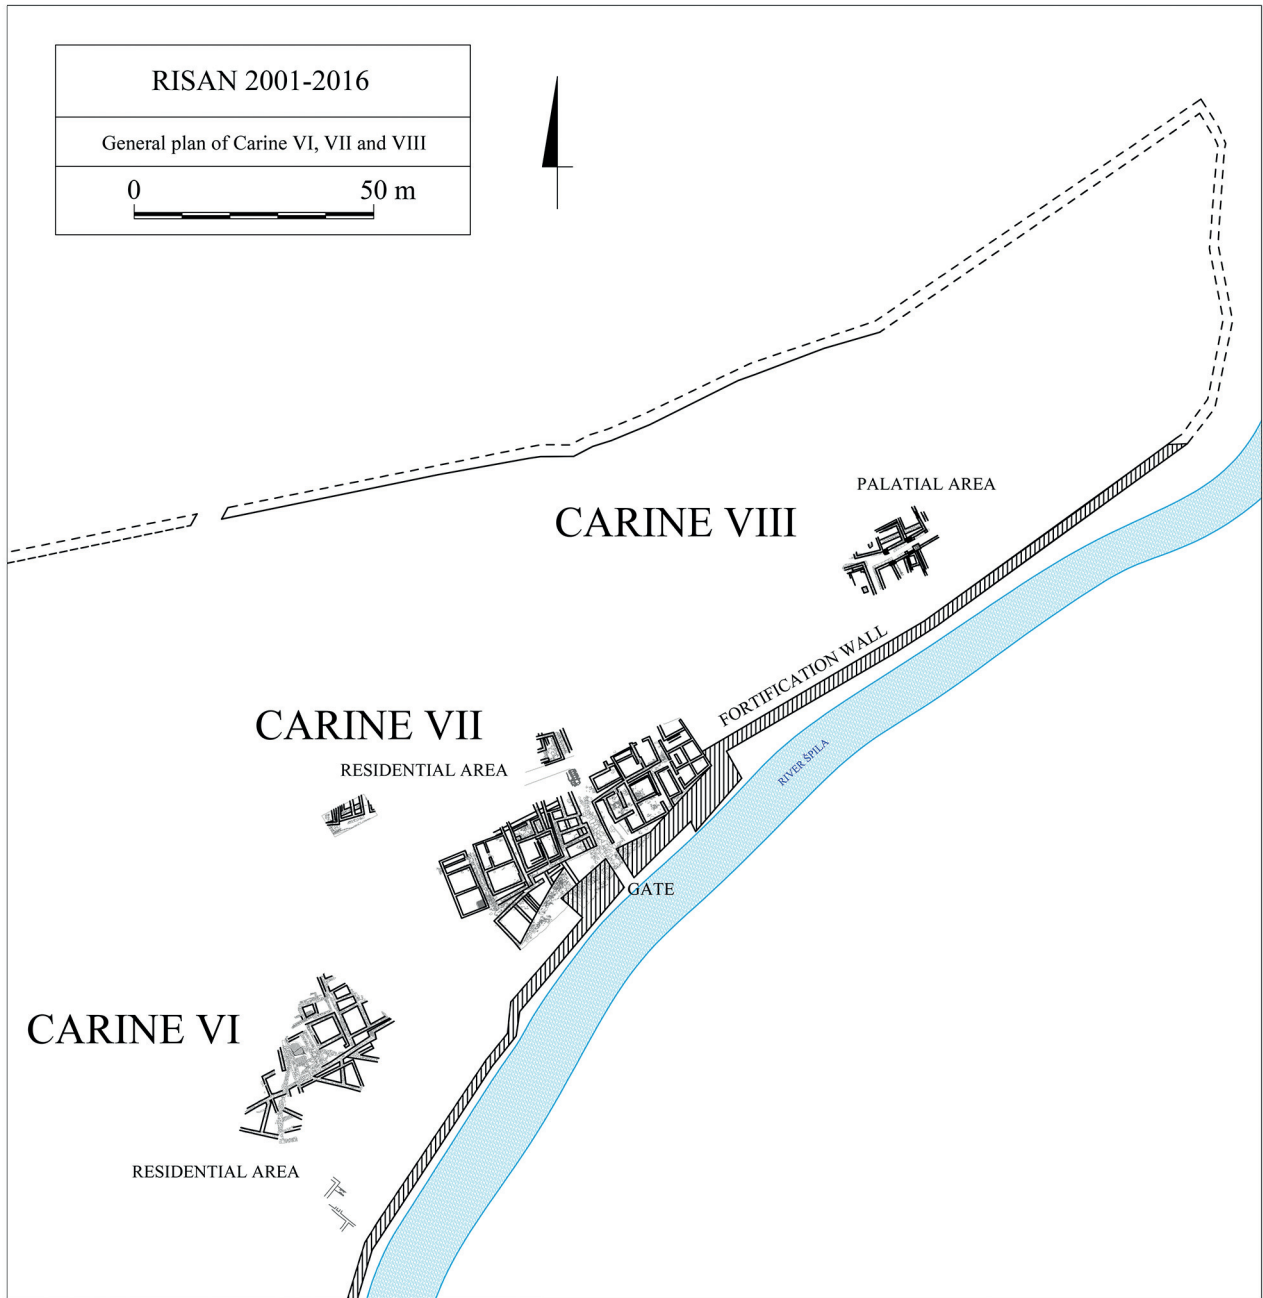 RISAN 2001-2016
General plan of Carine VI, VII and VIII
0 50 m
PALATIAL AREA
CARINE VIII
FORTIFICATION WALL
CARINE VII
RESIDENTIAL AREA
RIVER ŠPILA
GATE
CARINE VI
RESIDENTIAL AREA